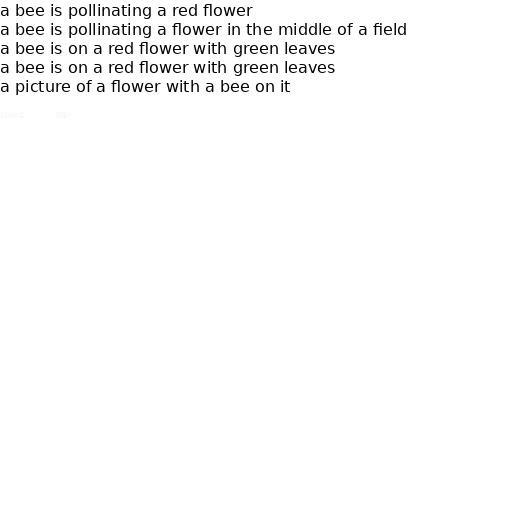 a bee is pollinating a red flower
a bee is pollinating a flower in the middle of a field
a bee is on a red flower with green leaves
a bee is on a red flower with green leaves
a picture of a flower with a bee on it